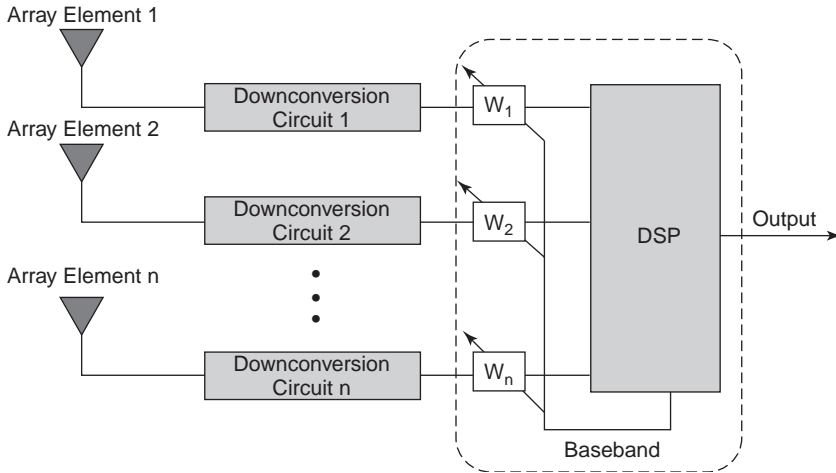 Array Element 1
Downconversion
Circuit 1
W1
Array Element 2
Downconversion
Circuit 2
W2
DSP
Output
Array Element n
Downconversion
Circuit n
Wn
Baseband